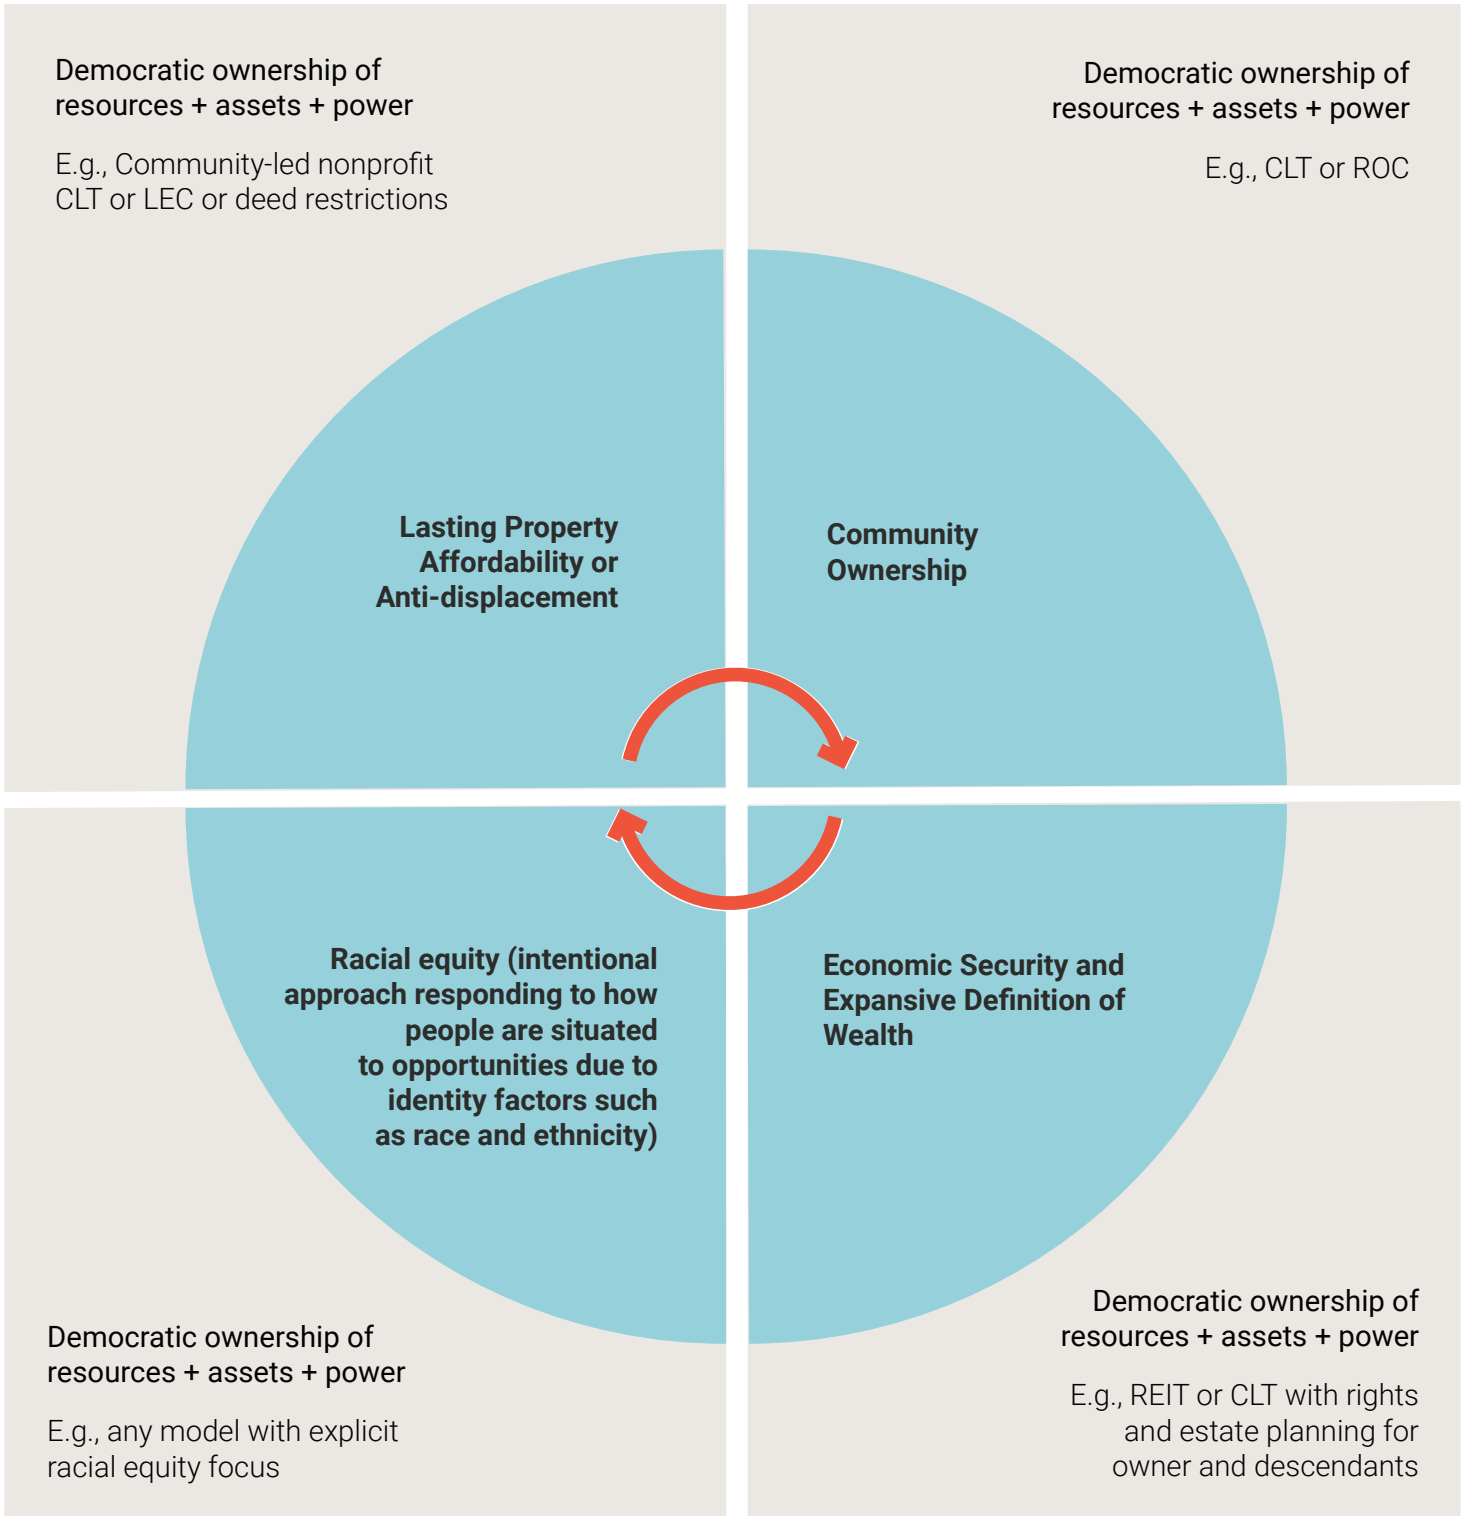 Democratic ownership of
resources + assets + power
E.g., Community-led nonprofit
CLT or LEC or deed restrictions
Democratic ownership of
resources + assets + power
E.g., CLT or ROC
Lasting Property
Affordability or
Anti-displacement
Community
Ownership
Racial equity (intentional
approach responding to how
people are situated
to opportunities due to
identity factors such
as race and ethnicity)
Economic Security and
Expansive Definition of
Wealth
Democratic ownership of
resources + assets + power
E.g., any model with explicit
racial equity focus
Democratic ownership of
resources + assets + power
E.g., REIT or CLT with rights
and estate planning for
owner and descendants